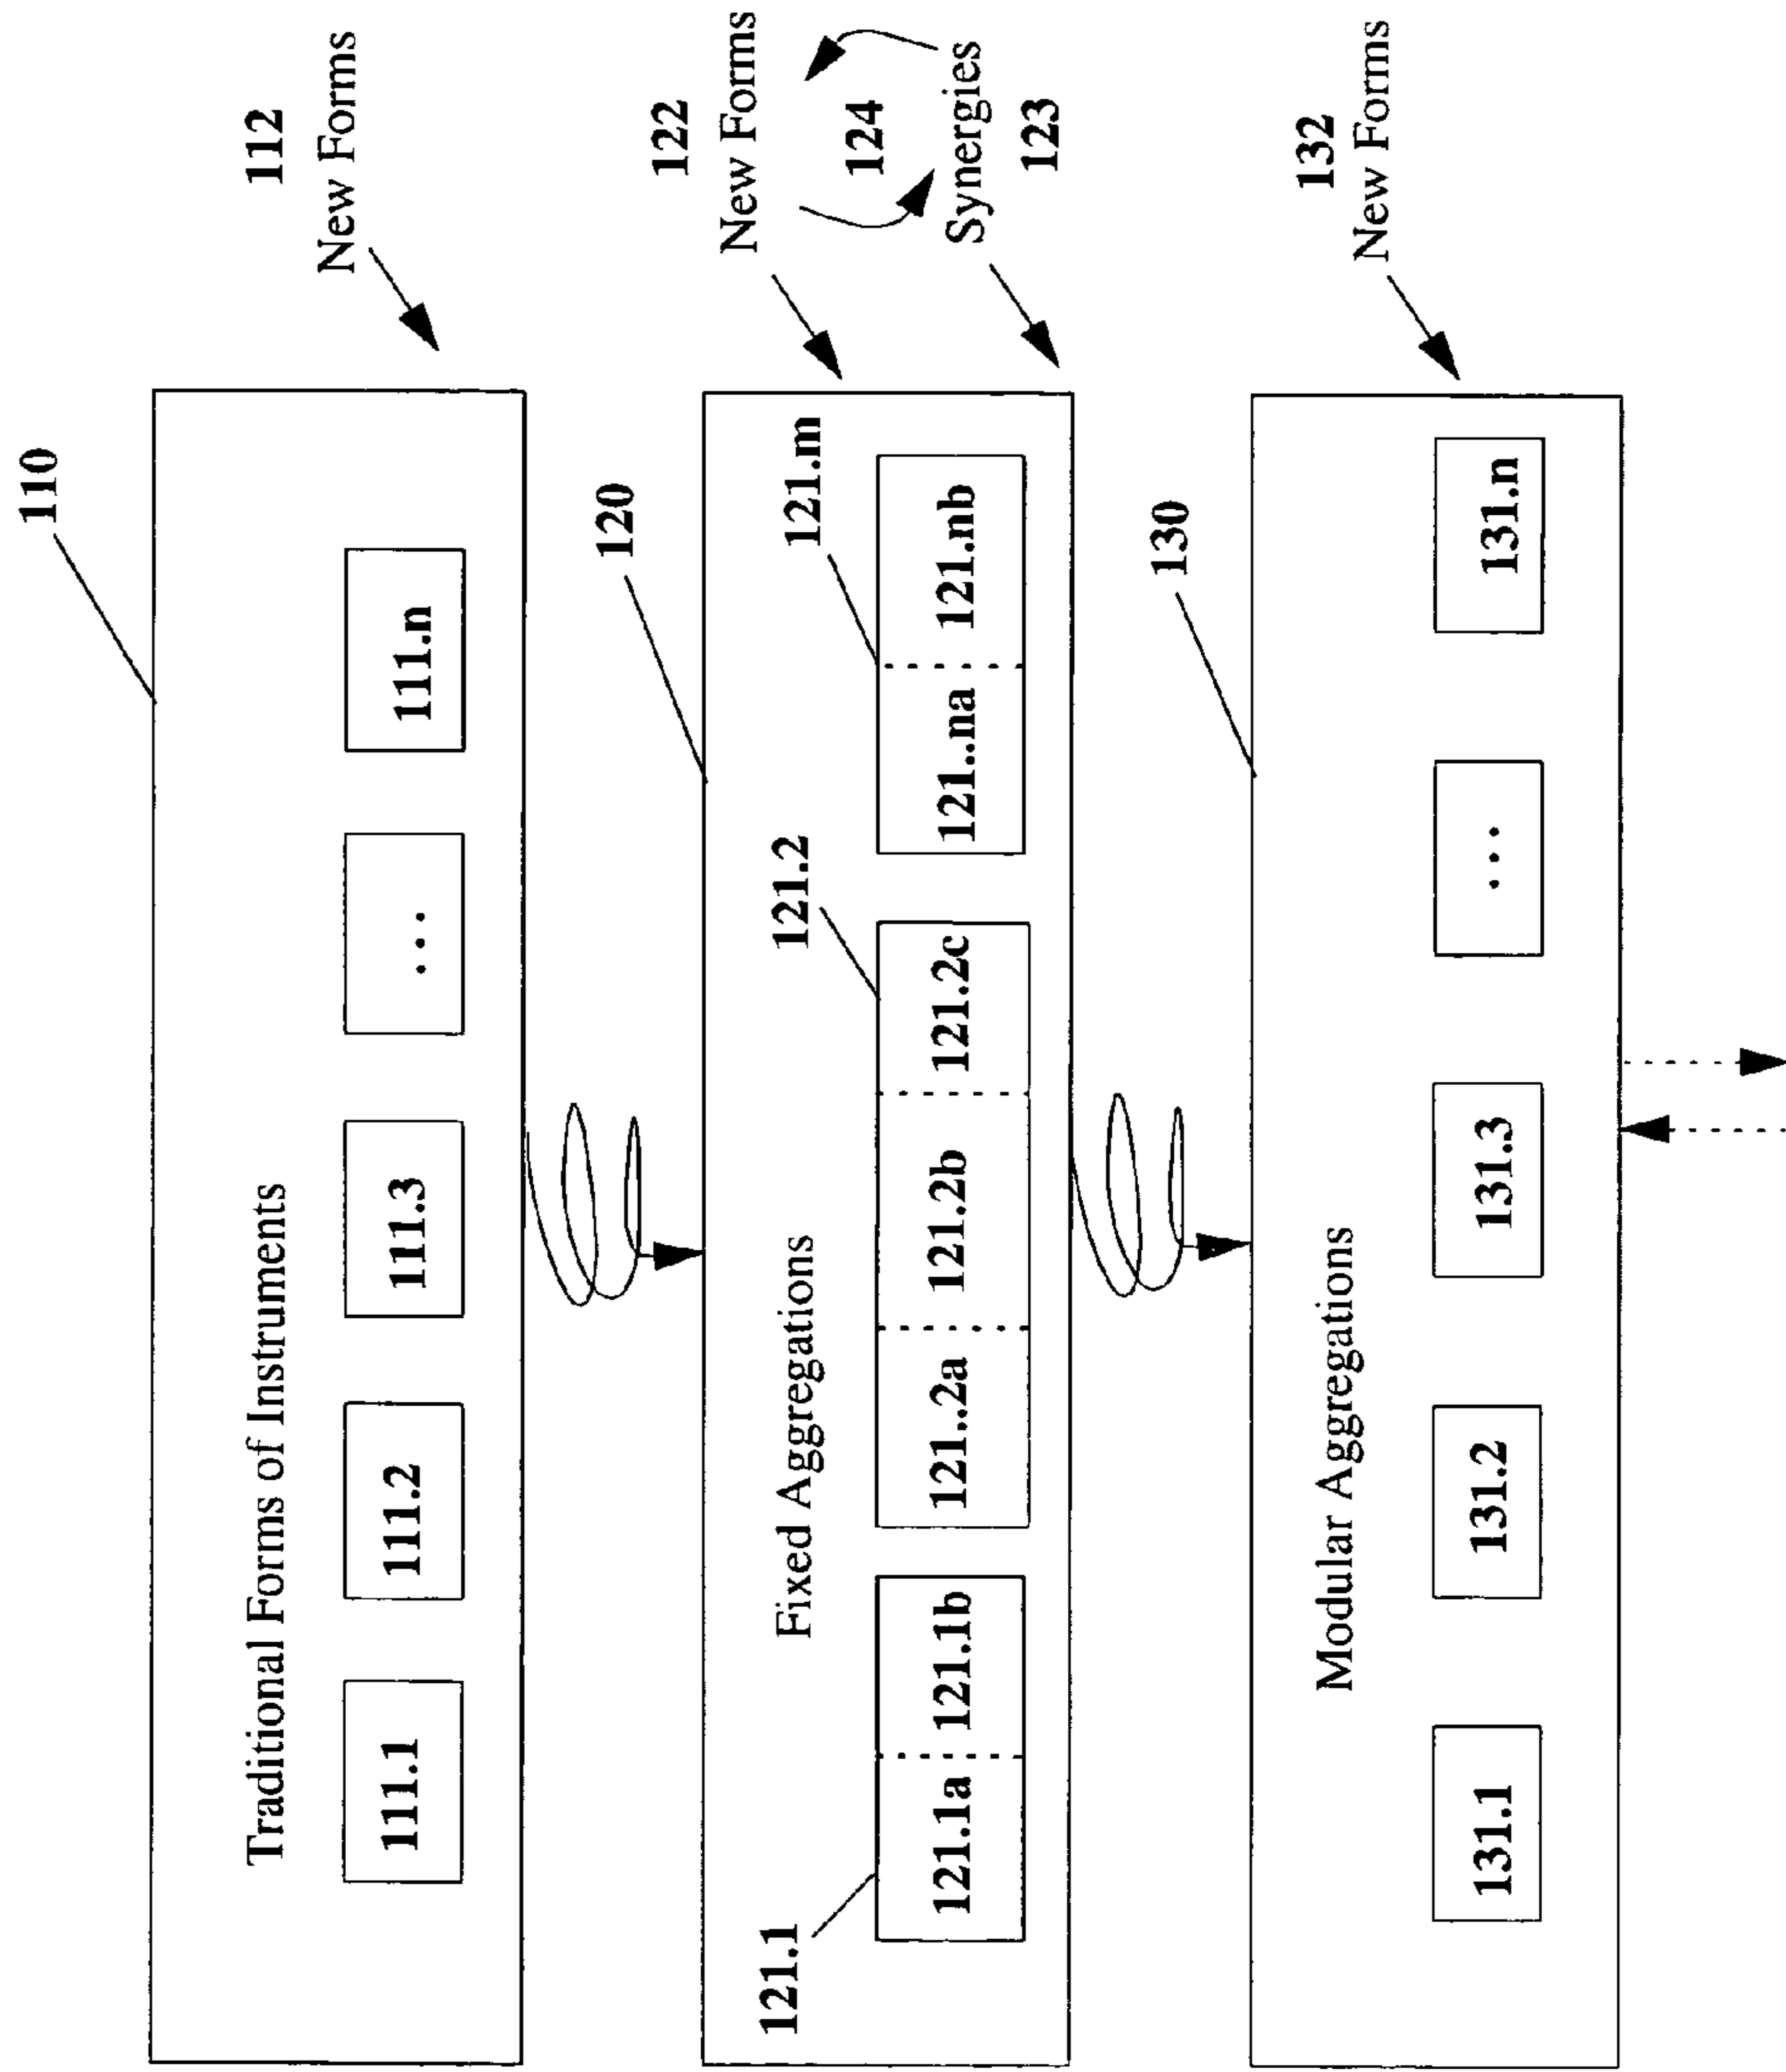 110
Traditional Forms of Instruments
111.1
111.2
111.3
...
111.n
112
New Forms
120
Fixed Aggregations
121.1
121.1a
121.1b
121.2
121..2a
121.2b
121.2c
121.m
121..na
121.nb
122
New Forms
124
Synergies
123
130
Modular Aggregations
131.1
131.2
131.3
...
131.n
132
New Forms